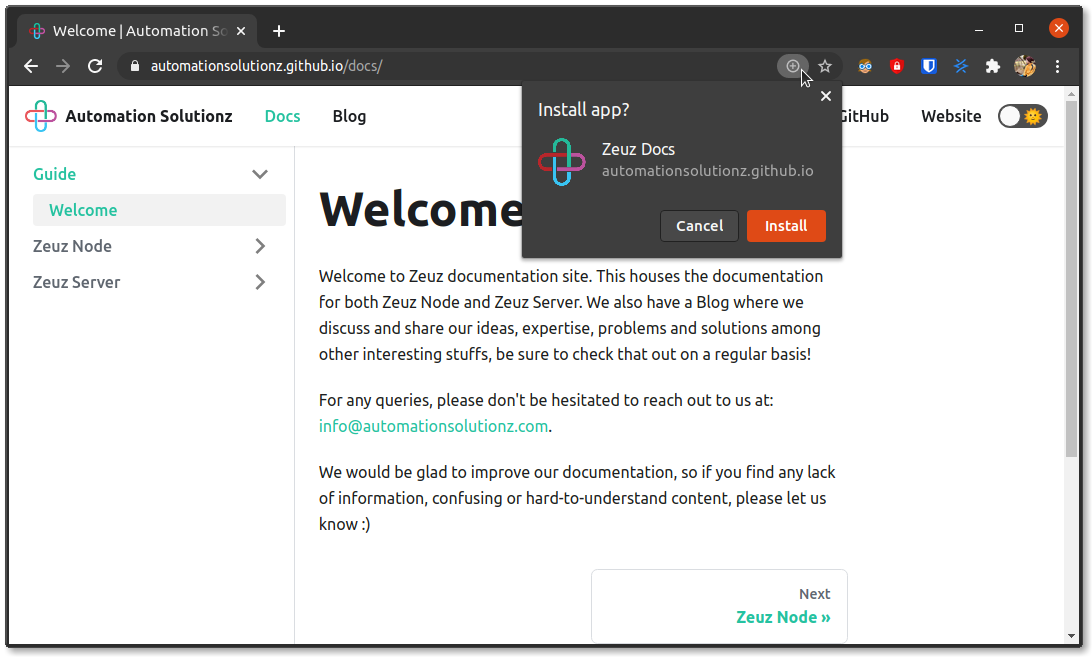 Welcome | Automation So
automationsolutionz.github.io/docs/
Automation Solutionz
Docs
Blog
GitHub
Website
Install app?
Zeuz Docs
automationsolutionz.github.io
Cancel
Install
Guide
Welcome
Zeuz Node
Zeuz Server
Welcome
Welcome to Zeuz documentation site. This houses the documentation
for both Zeuz Node and Zeuz Server. We also have a Blog where we
discuss and share our ideas, expertise, problems and solutions among
other interesting stuffs, be sure to check that out on a regular basis!
For any queries, please don't be hesitated to reach out to us at:
info@automationsolutionz.com.
We would be glad to improve our documentation, so if you find any lack
of information, confusing or hard-to-understand content, please let us
know :)
Next
Zeuz Node »